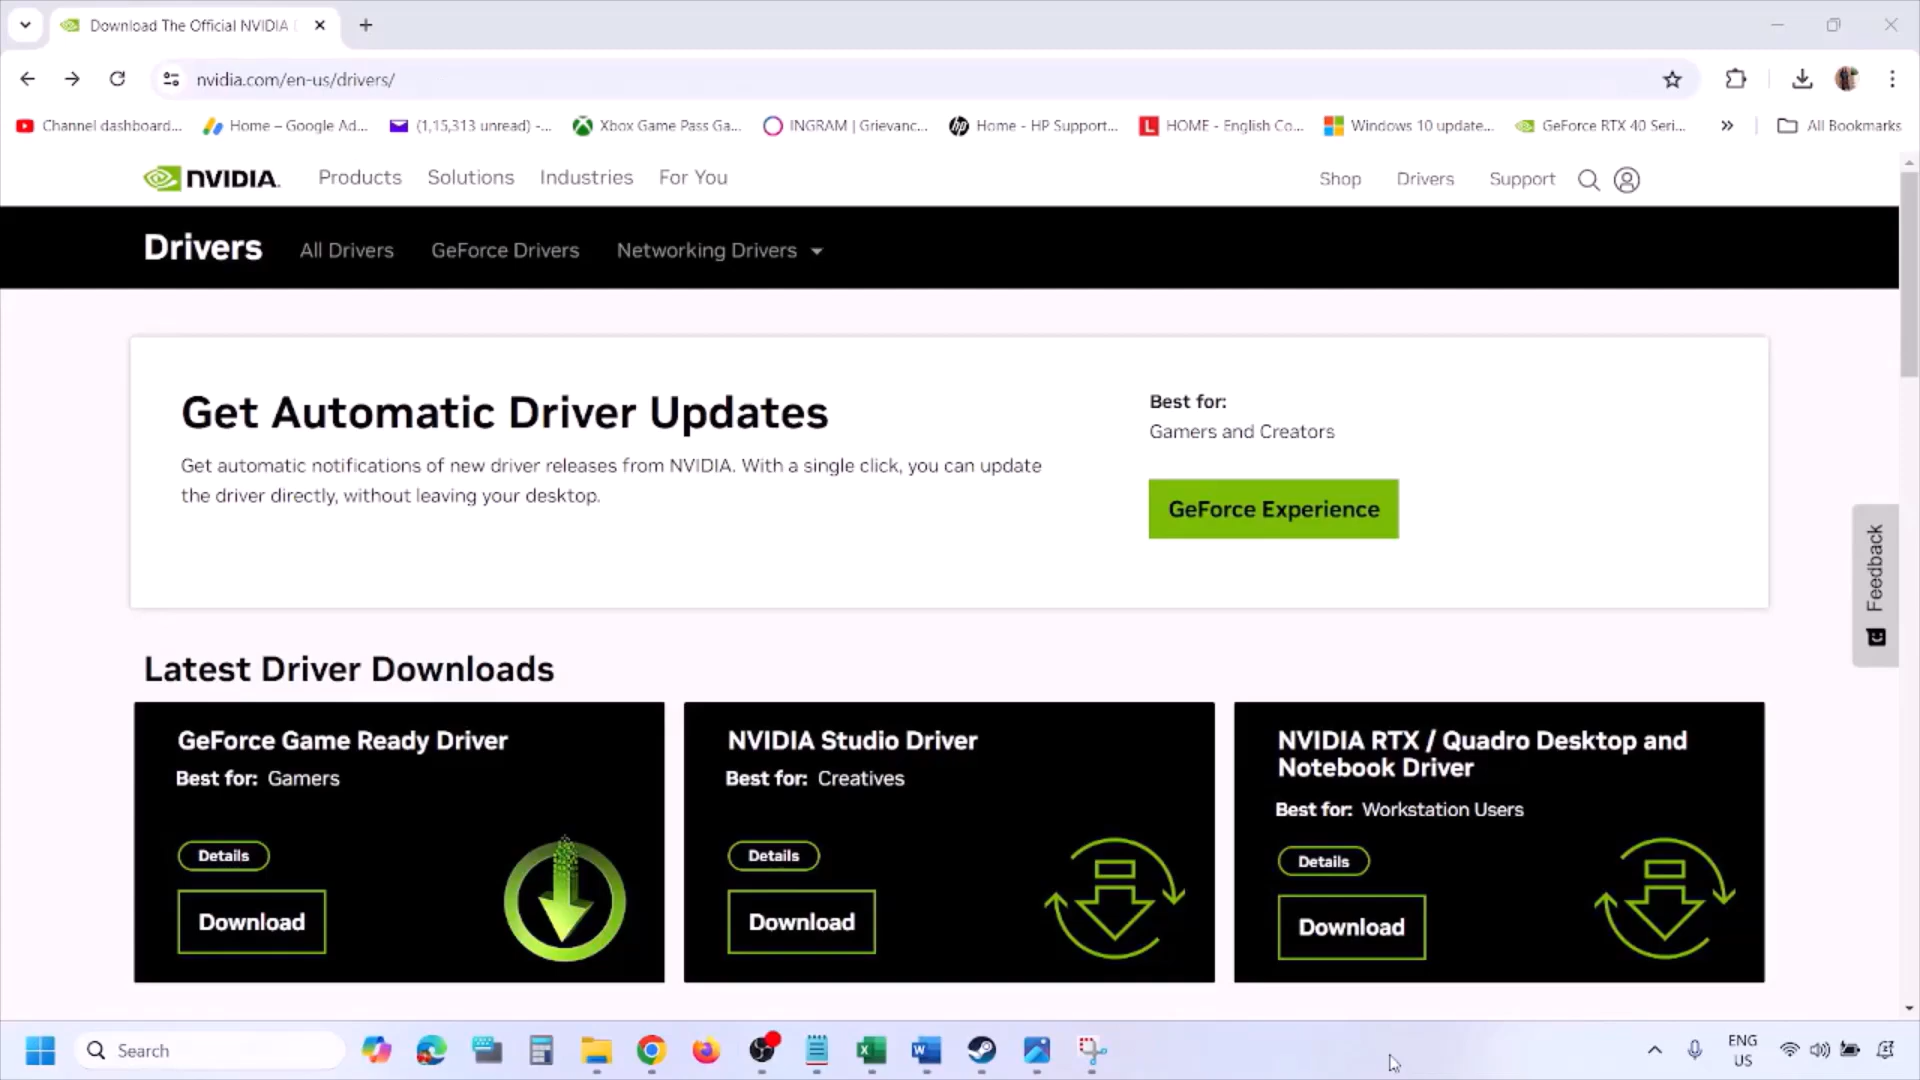 Download The Official NVIDIA
nvidia.com/en-us/drivers/
Channel dashboard...
Home – Google Ad...
(1,15,313 unread) -...
Xbox Game Pass Ga...
INGRAM | Grievanc...
Home - HP Support...
HOME - English Co...
Windows 10 update...
GeForce RTX 40 Seri...
All Bookmarks
NVIDIA.
Products
Solutions
Industries
For You
Shop
Drivers
Support
Drivers
All Drivers
GeForce Drivers
Networking Drivers
Get Automatic Driver Updates
Get automatic notifications of new driver releases from NVIDIA. With a single click, you can update
the driver directly, without leaving your desktop.
Best for:
Gamers and Creators
GeForce Experience
Feedback
Latest Driver Downloads
GeForce Game Ready Driver
Best for: Gamers
Details
Download
NVIDIA Studio Driver
Best for: Creatives
Details
Download
NVIDIA RTX / Quadro Desktop and
Notebook Driver
Best for: Workstation Users
Details
Download
Search
ENG
US